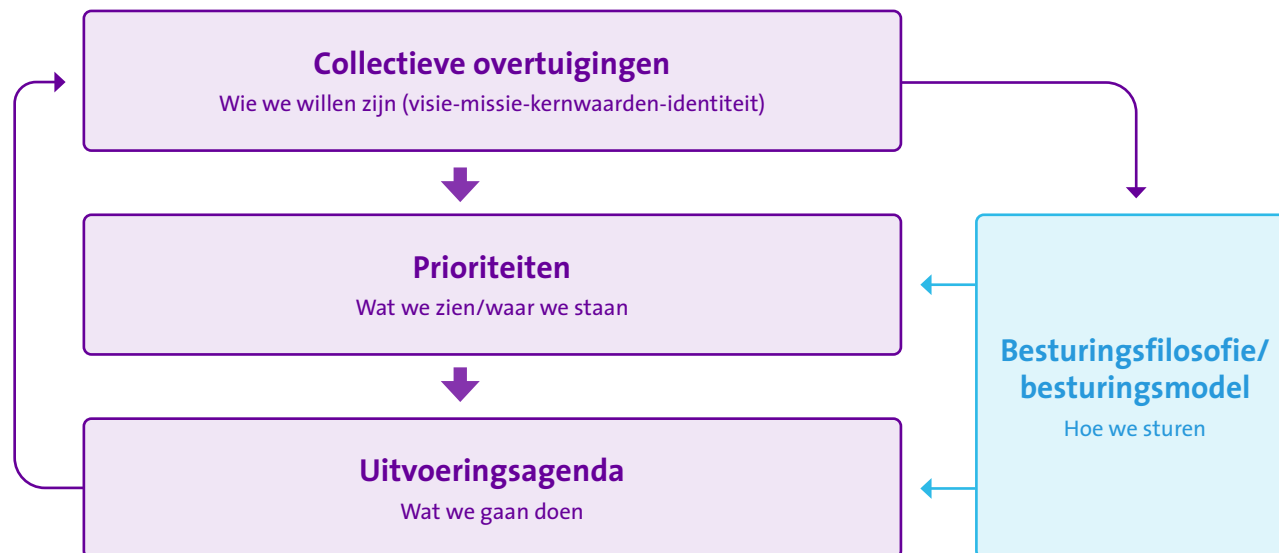 Collectieve overtuigingen
Wie we willen zijn (visie-missie-kernwaarden-identiteit)
Prioriteiten
Wat we zien/waar we staan
Uitvoeringsagenda
Wat we gaan doen
Besturingsfilosofie/
besturingsmodel
Hoe we sturen